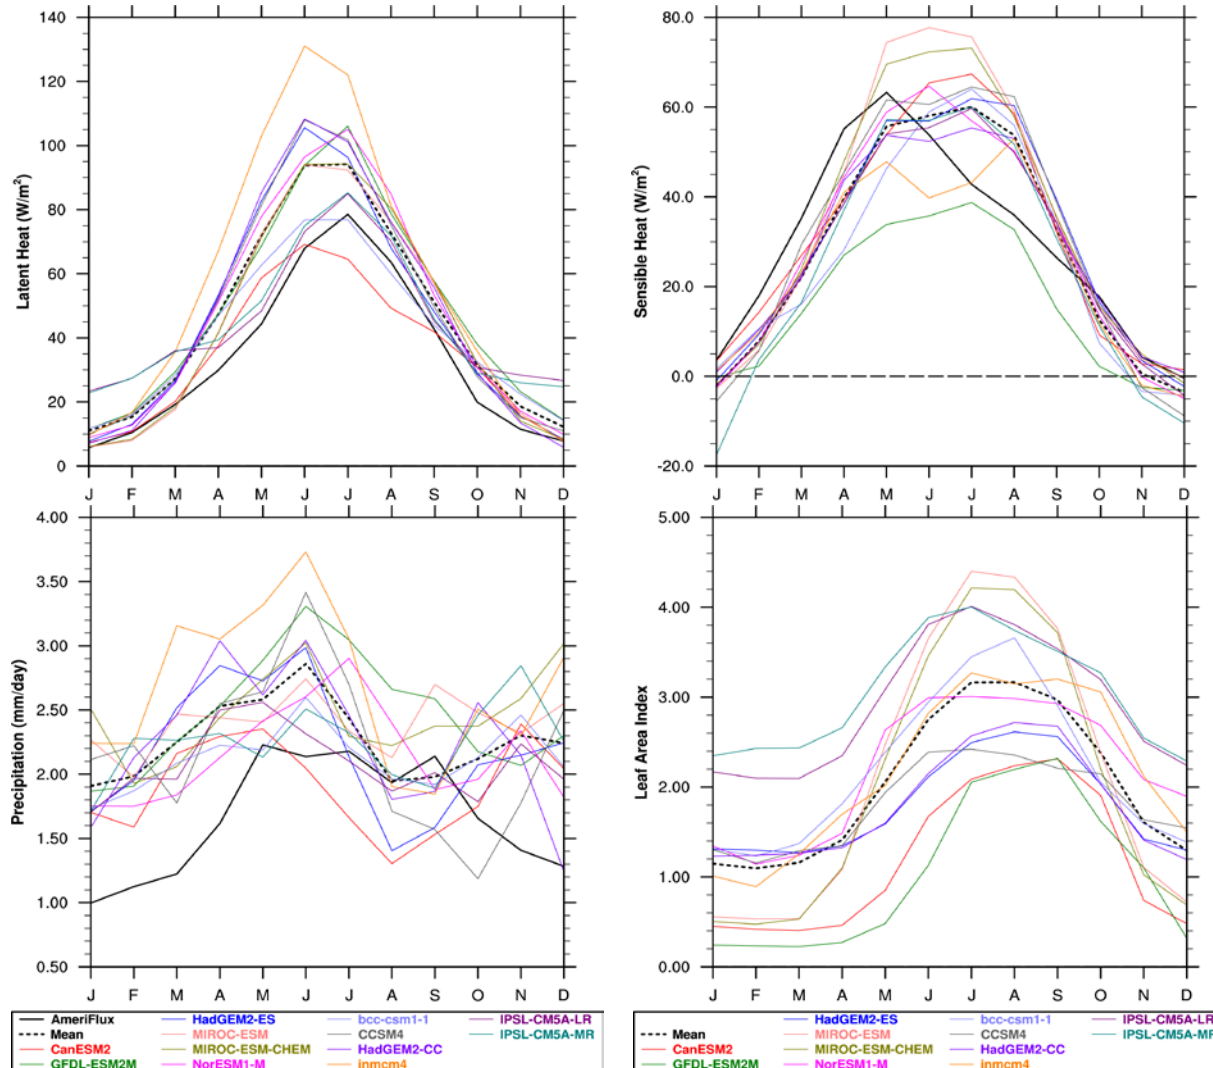 140
120
100
80
60
40
20
0
Latent Heat (W/m²)
J F M A M J J A S O N D
80.0
60.0
40.0
20.0
0.0
-20.0
Sensible Heat (W/m²)
J F M A M J J A S O N D
4.00
3.50
3.00
2.50
2.00
1.50
1.00
0.50
Precipitation (mm/day)
J F M A M J J A S O N D
5.00
4.00
3.00
2.00
1.00
0.00
Leaf Area Index
J F M A M J J A S O N D
AmeriFlux HadGEM2-ES bcc-csm1-1 IPSL-CM5A-LR
Mean MIROC-ESM CCSM4 IPSL-CM5A-MR
CanESM2 MIROC-ESM-CHEM HadGEM2-CC
GFDL-ESM2M NorESM1-M inmcm4
HadGEM2-ES bcc-csm1-1 IPSL-CM5A-LR
Mean MIROC-ESM CCSM4 IPSL-CM5A-MR
CanESM2 MIROC-ESM-CHEM HadGEM2-CC
GFDL-ESM2M NorESM1-M inmcm4